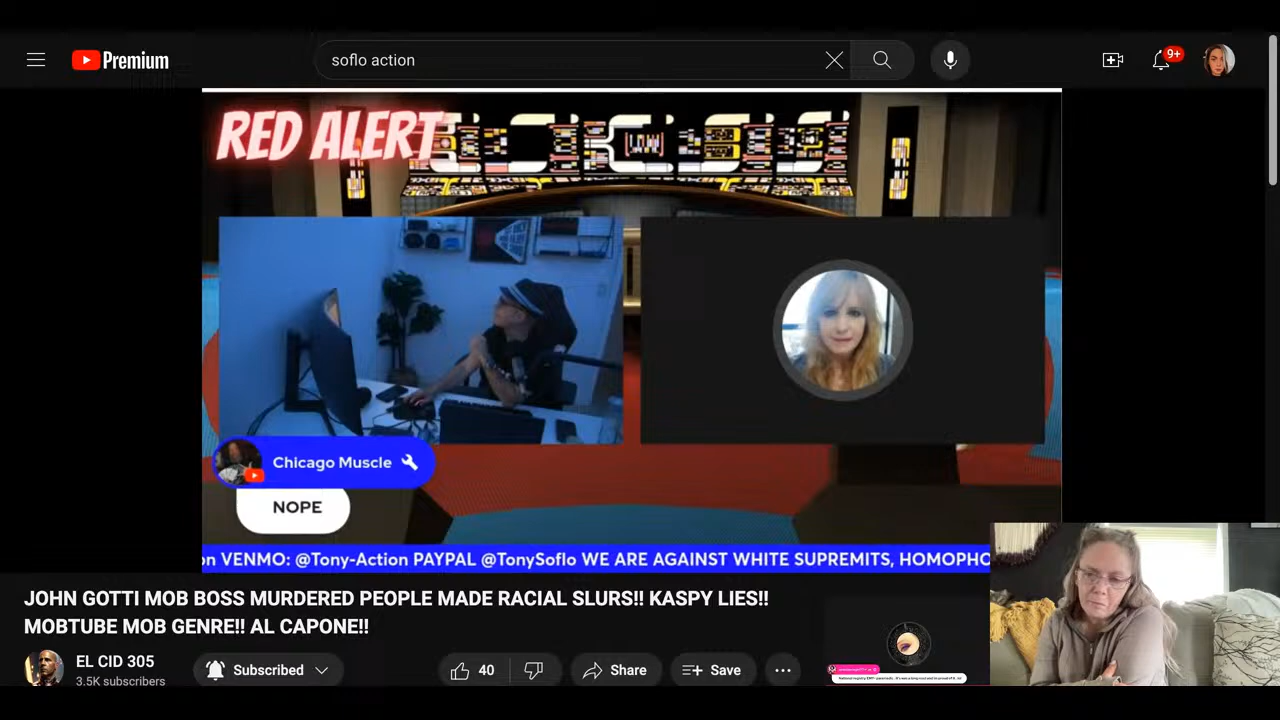 Premium
soflo action
9+
RED ALERT
Chicago Muscle
NOPE
on VENMO: @Tony-Action PAYPAL @TonySoflo WE ARE AGAINST WHITE SUPREMITS, HOMOPHO
JOHN GOTTI MOB BOSS MURDERED PEOPLE MADE RACIAL SLURS!! KASPY LIES!!
MOBTUBE MOB GENRE!! AL CAPONE!!
EL CID 305
3.5K subscribers
Subscribed
40
Share
Save